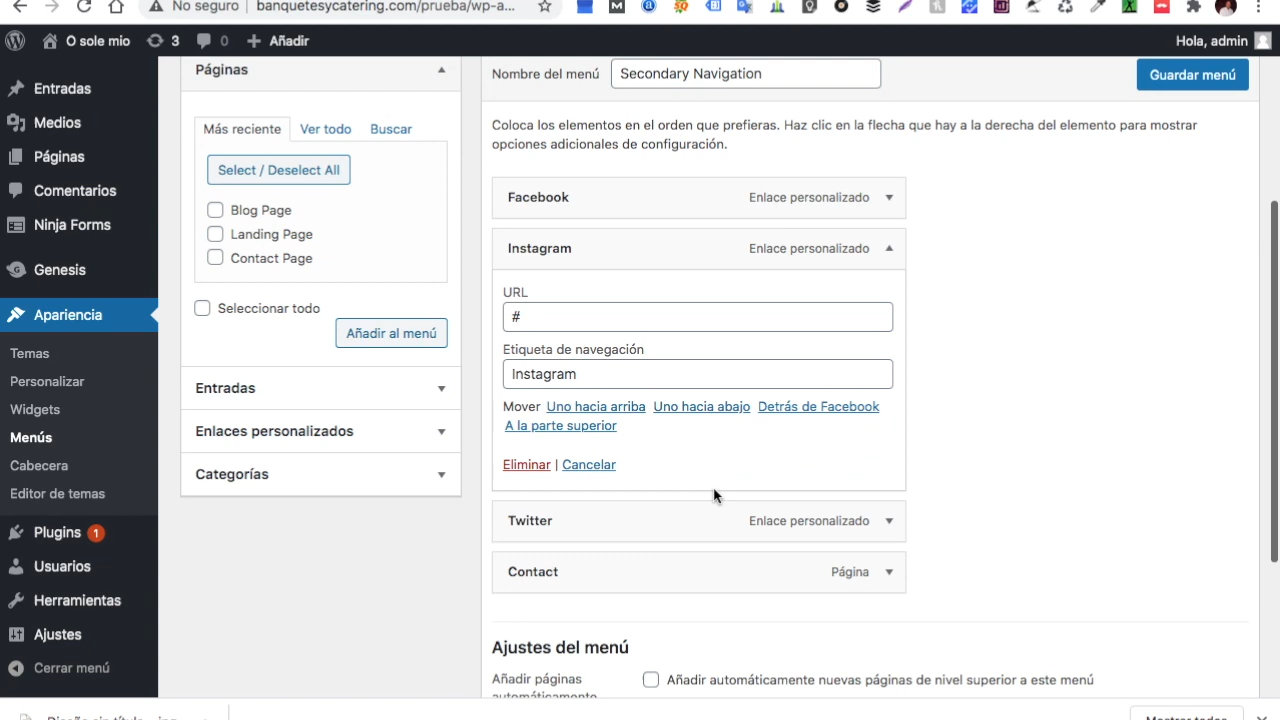 No seguro banquetesycatering.com/prueba/wp-a...
O sole mio 3 0 Añadir Hola, admin
Entradas
Medios
Páginas
Comentarios
Ninja Forms
Genesis
Apariencia
Temas
Personalizar
Widgets
Menús
Cabecera
Editor de temas
Plugins 1
Usuarios
Herramientas
Ajustes
Cerrar menú
Páginas
Más reciente Ver todo Buscar
Select / Deselect All
Blog Page
Landing Page
Contact Page
Seleccionar todo
Añadir al menú
Entradas
Enlaces personalizados
Categorías
Nombre del menú Secondary Navigation Guardar menú
Coloca los elementos en el orden que prefieras. Haz clic en la flecha que hay a la derecha del elemento para mostrar
opciones adicionales de configuración.
Facebook Enlace personalizado
Instagram Enlace personalizado
URL
#
Etiqueta de navegación
Instagram
Mover Uno hacia arriba Uno hacia abajo Detrás de Facebook
A la parte superior
Eliminar | Cancelar
Twitter Enlace personalizado
Contact Página
Ajustes del menú
Añadir páginas
automáticamente
Añadir automáticamente nuevas páginas de nivel superior a este menú
Mostrar todos